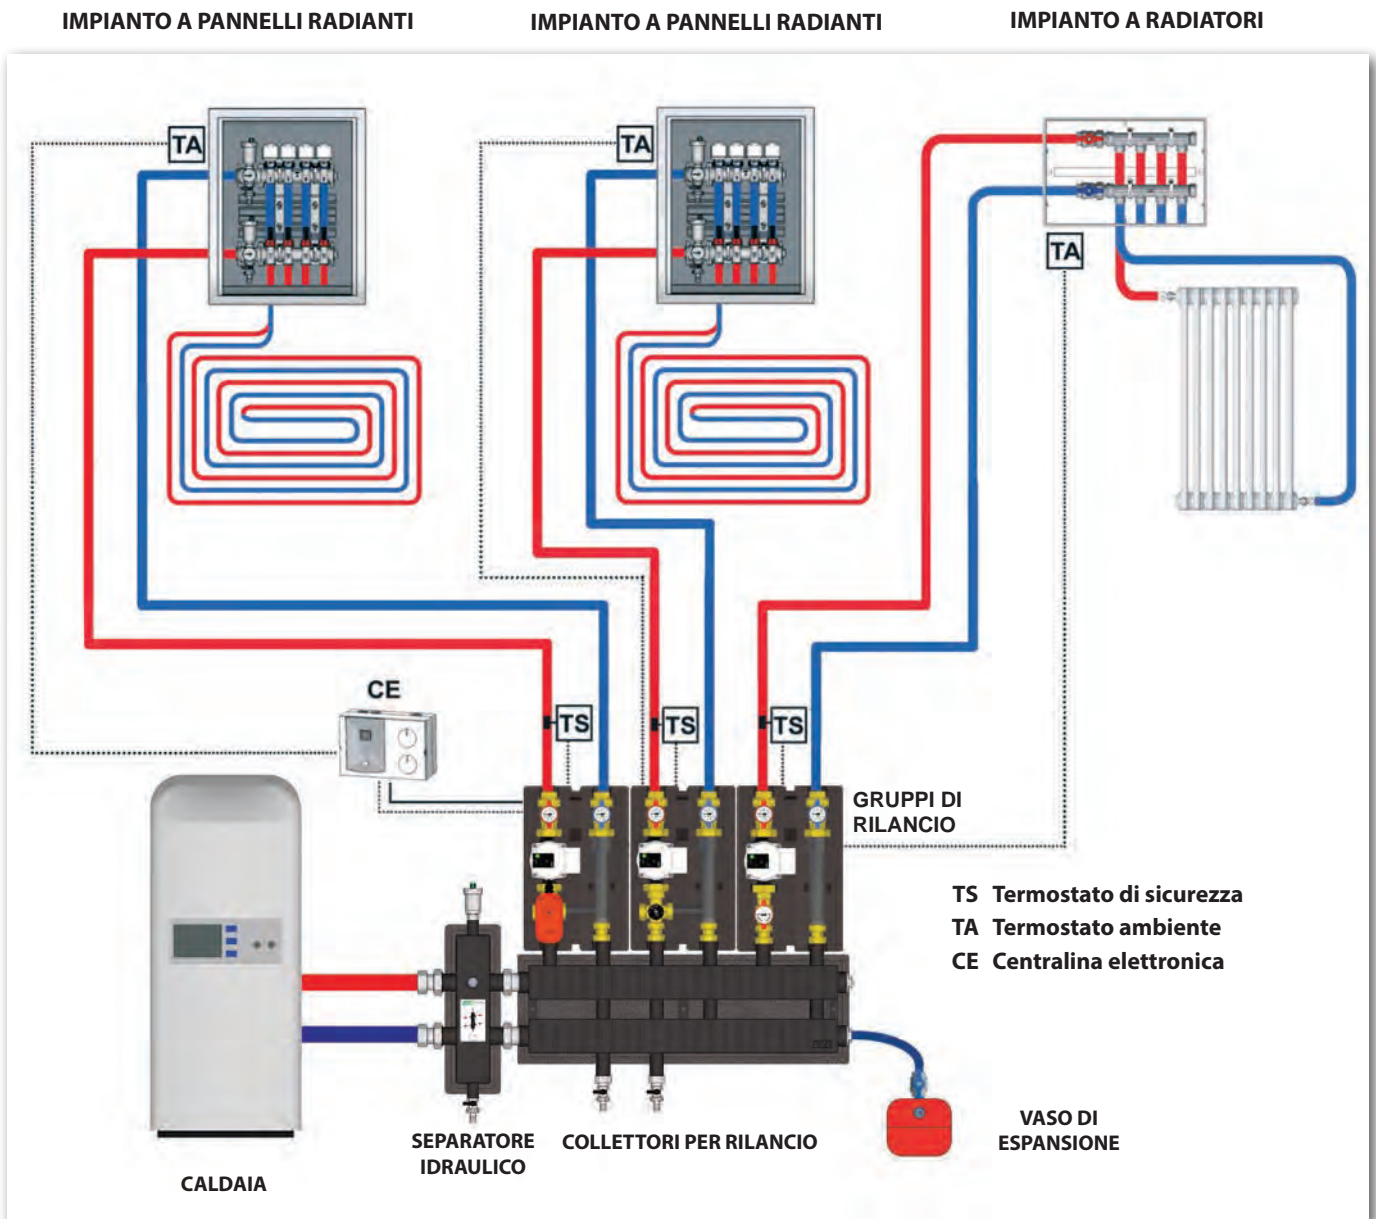 IMPIANTO A PANNELLI RADIANTI
IMPIANTO A PANNELLI RADIANTI
IMPIANTO A RADIATORI
TA
TA
TA
CE
TS
TS
TS
GRUPPI DI
RILANCIO
TS Termostato di sicurezza
TA Termostato ambiente
CE Centralina elettronica
SEPARATORE
IDRAULICO
COLLETTORI PER RILANCIO
VASO DI
ESPANSIONE
CALDAIA